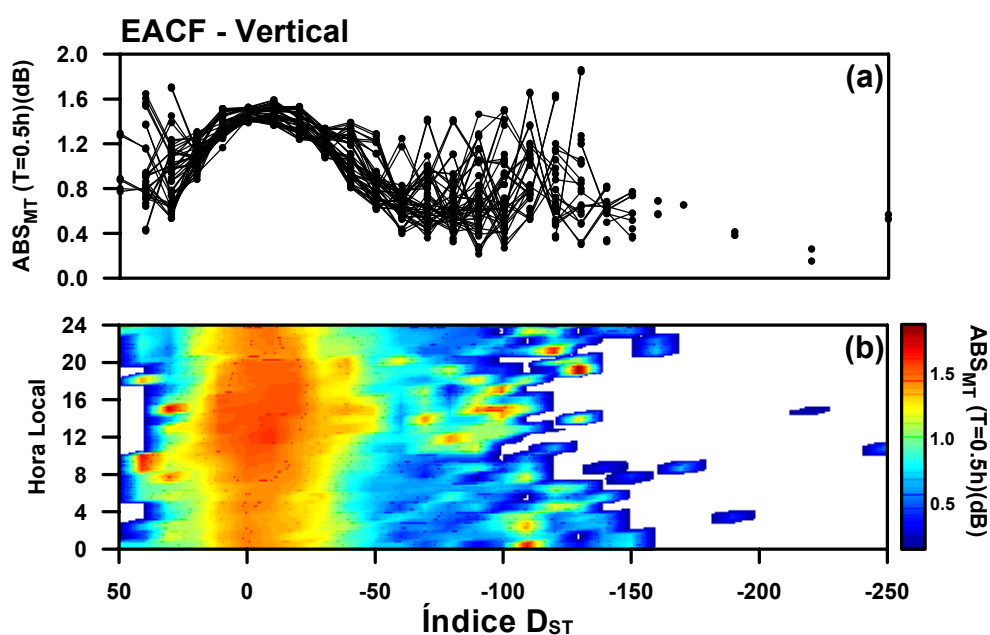 EACF - Vertical
(a)
ABSMT (T=0.5h)(dB)
2.0
1.6
1.2
0.8
0.4
0.0
(b)
Hora Local
24
20
16
12
8
4
0
50 0 -50 -100 -150 -200 -250
Índice DST
1.5
1.0
0.5
ABSMT (T=0.5h)(dB)